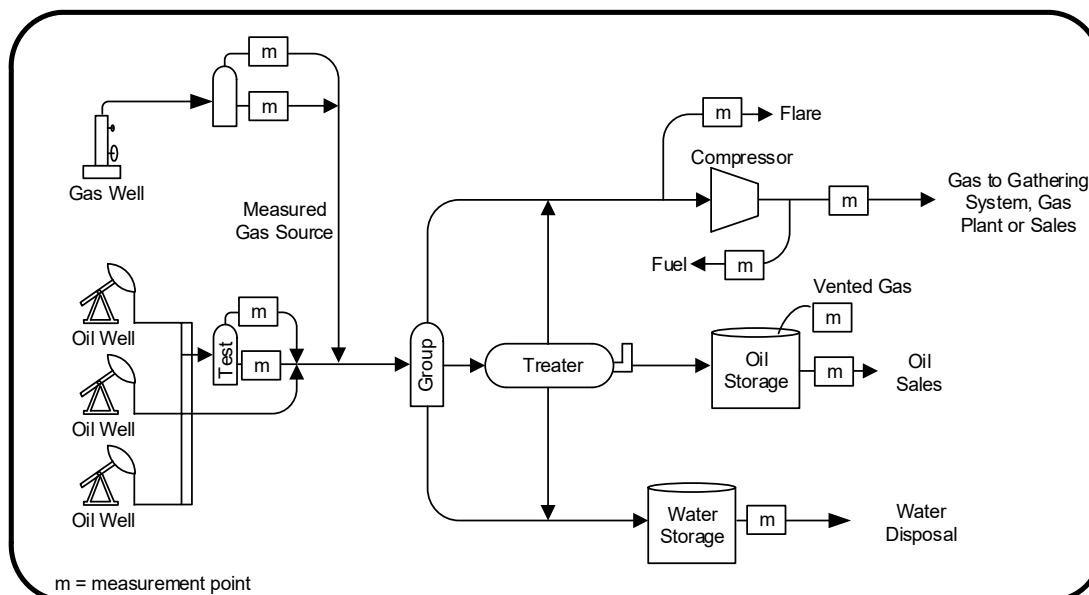 m
m
Gas Well
Measured
Gas Source
m
Flare
Compressor
m
Gas to Gathering
System, Gas
Plant or Sales
Fuel
m
Oil Well
m
Test
m
Oil Well
Oil Well
Group
Treater
Vented Gas
m
Oil
Storage
m
Oil
Sales
Water
Storage
m
Water
Disposal
m = measurement point